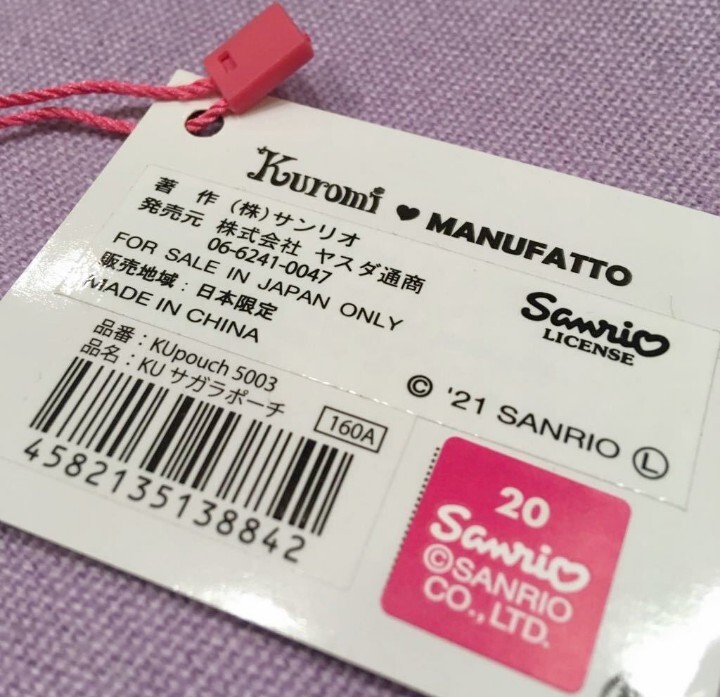 Kuromi ♥ MANUFATTO
著 作 (株)サンリオ
発売元 株式会社 ヤスダ通商
06-6241-0047
FOR SALE IN JAPAN ONLY
販売地域：日本限定
MADE IN CHINA
Sanrio
LICENSE
© '21 SANRIO Ⓛ
品番：KUpouch 5003
品名：KU サガラポーチ
160A
4582135138842
20
Sanrio
©SANRIO
CO., LTD.